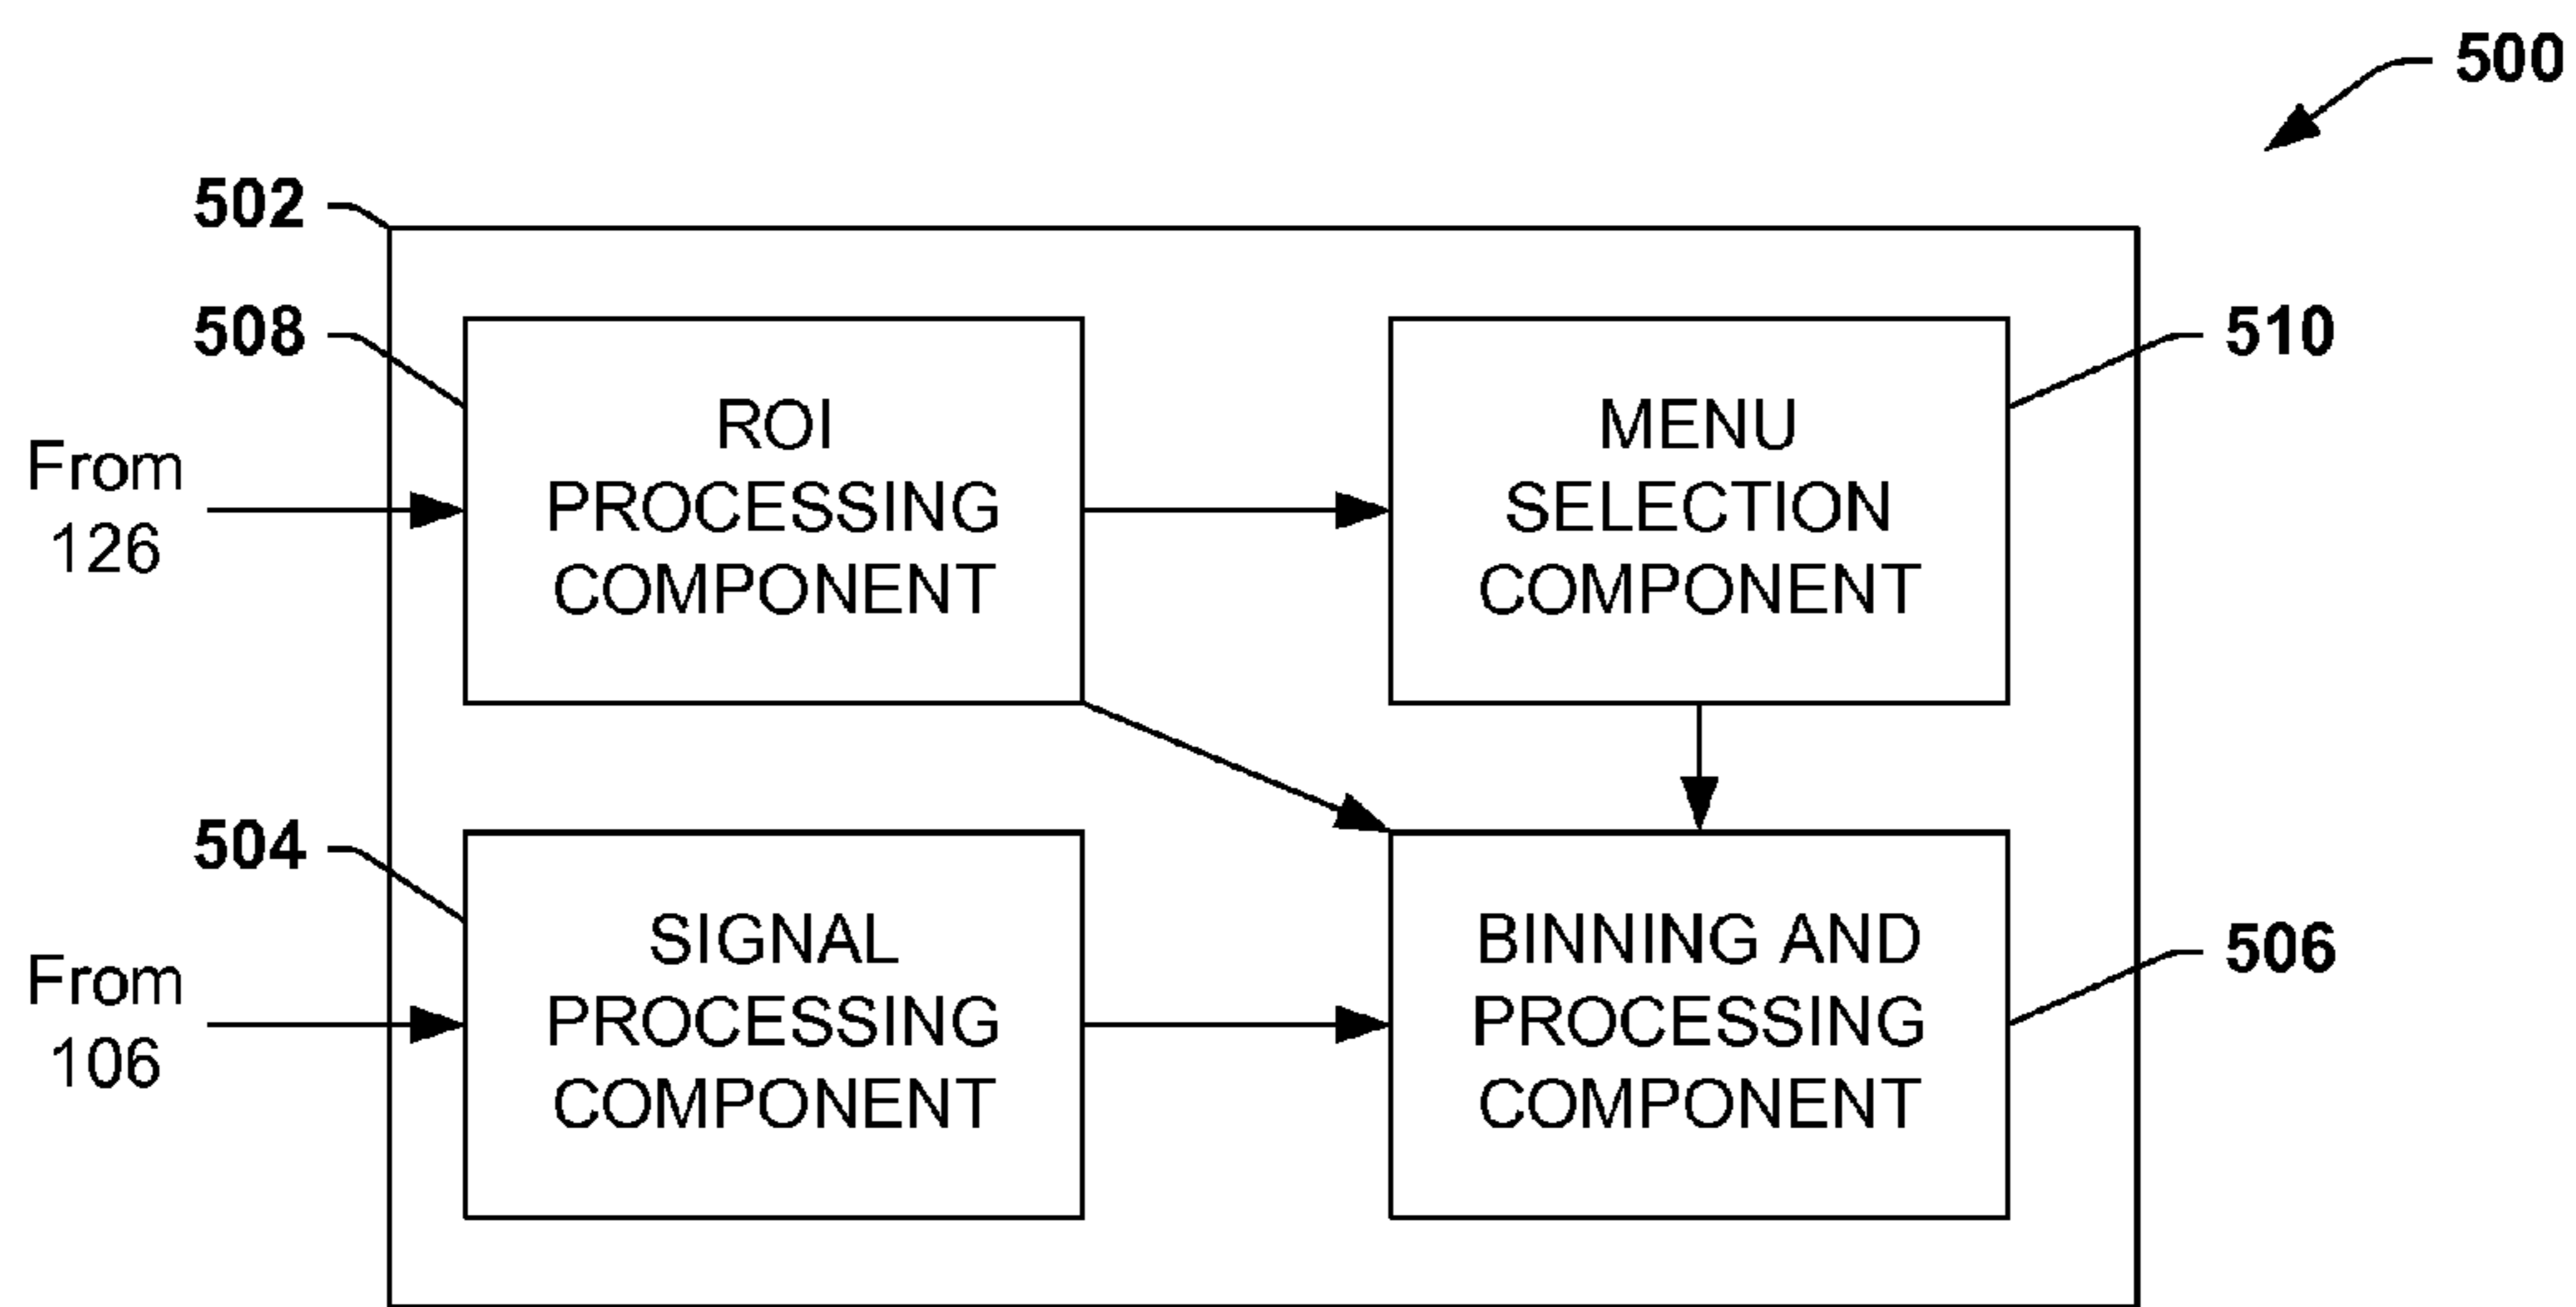 500
502
508
ROI
PROCESSING
COMPONENT
MENU
SELECTION
COMPONENT
510
From
126
504
SIGNAL
PROCESSING
COMPONENT
BINNING AND
PROCESSING
COMPONENT
506
From
106